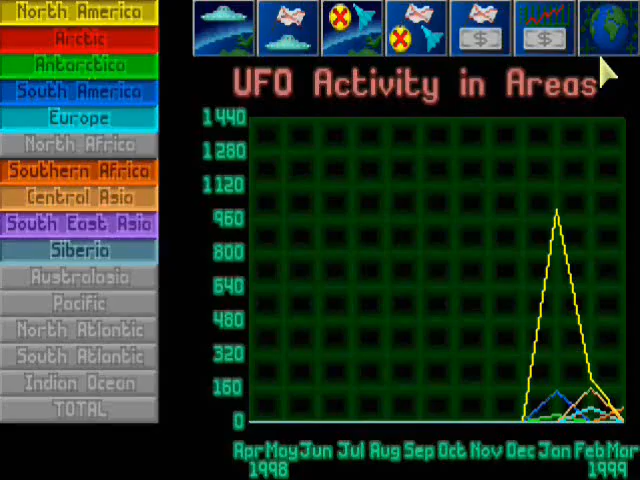 North America
Arctic
Antarctica
South America
Europe
North Africa
Southern Africa
Central Asia
South East Asia
Siberia
Australasia
Pacific
North Atlantic
South Atlantic
Indian Ocean
TOTAL
$ $
UFO Activity in Areas
1440
1280
1120
960
800
640
480
320
160
0
Apr May Jun Jul Aug Sep Oct Nov Dec Jan Feb Mar
1998 1999